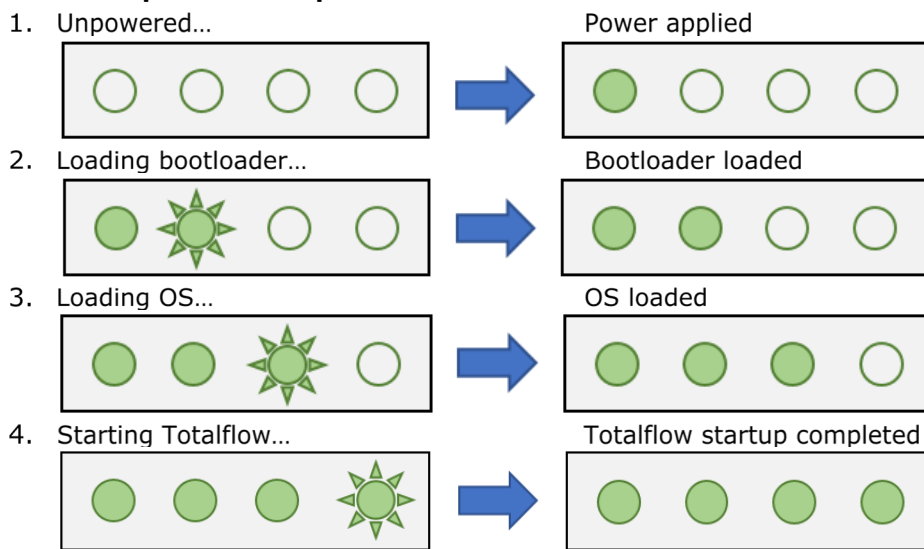 1. Unpowered… Power applied
2. Loading bootloader… Bootloader loaded
3. Loading OS… OS loaded
4. Starting Totalflow… Totalflow startup completed